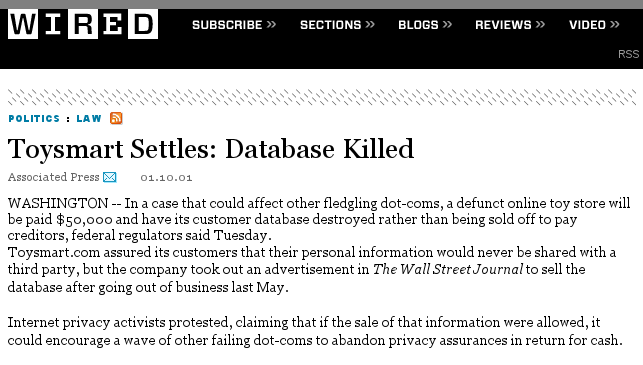 WIRED
SUBSCRIBE >>
SECTIONS >>
BLOGS >>
REVIEWS >>
VIDEO >>
RSS
POLITICS : LAW
Toysmart Settles: Database Killed
Associated Press 01.10.01
WASHINGTON -- In a case that could affect other fledgling dot-coms, a defunct online toy store will
be paid $50,000 and have its customer database destroyed rather than being sold off to pay
creditors, federal regulators said Tuesday.
Toysmart.com assured its customers that their personal information would never be shared with a
third party, but the company took out an advertisement in The Wall Street Journal to sell the
database after going out of business last May.
Internet privacy activists protested, claiming that if the sale of that information were allowed, it
could encourage a wave of other failing dot-coms to abandon privacy assurances in return for cash.